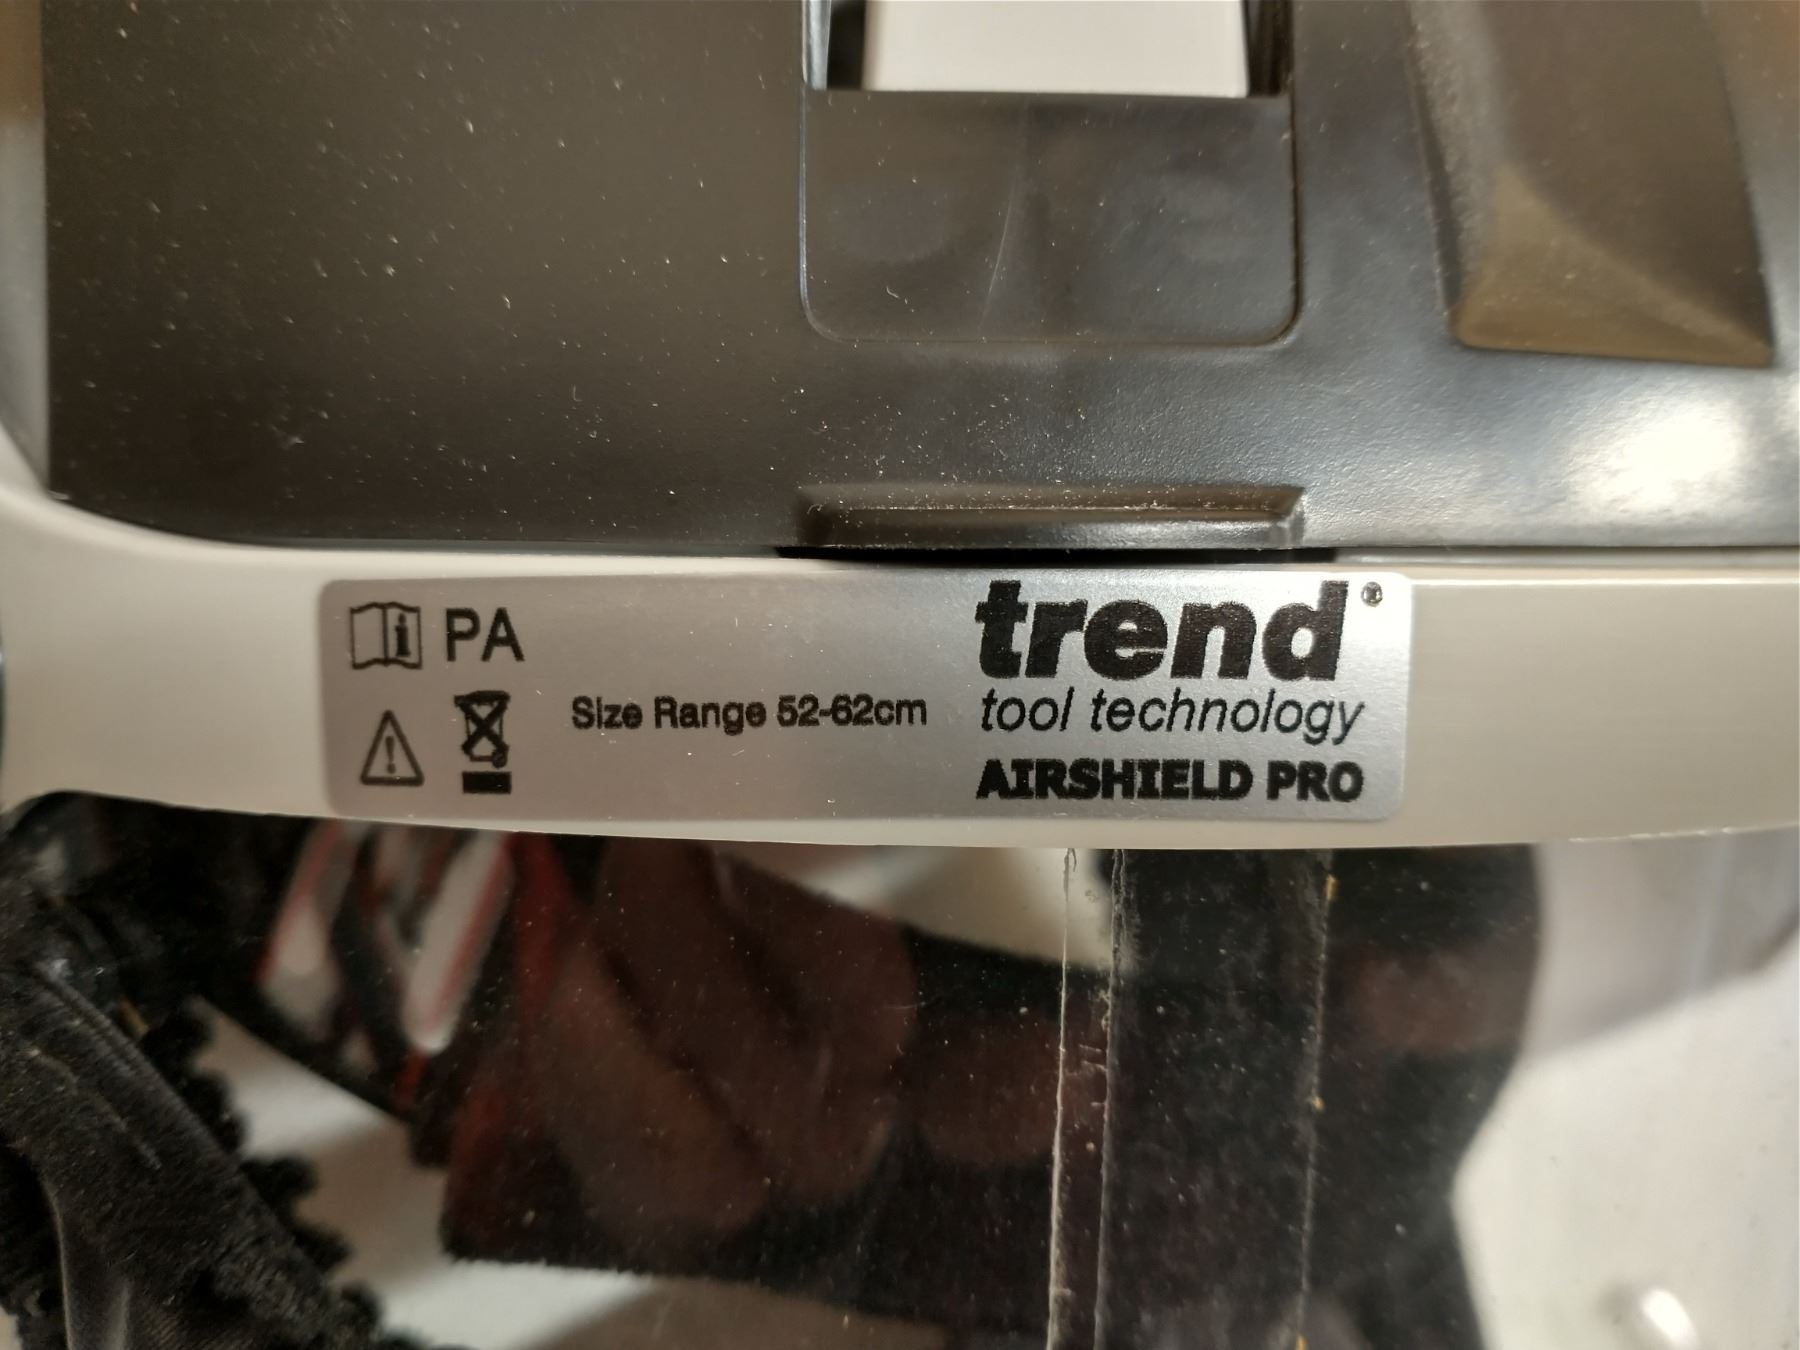 PA
Size Range 52-62cm
trend®
tool technology
AIRSHIELD PRO